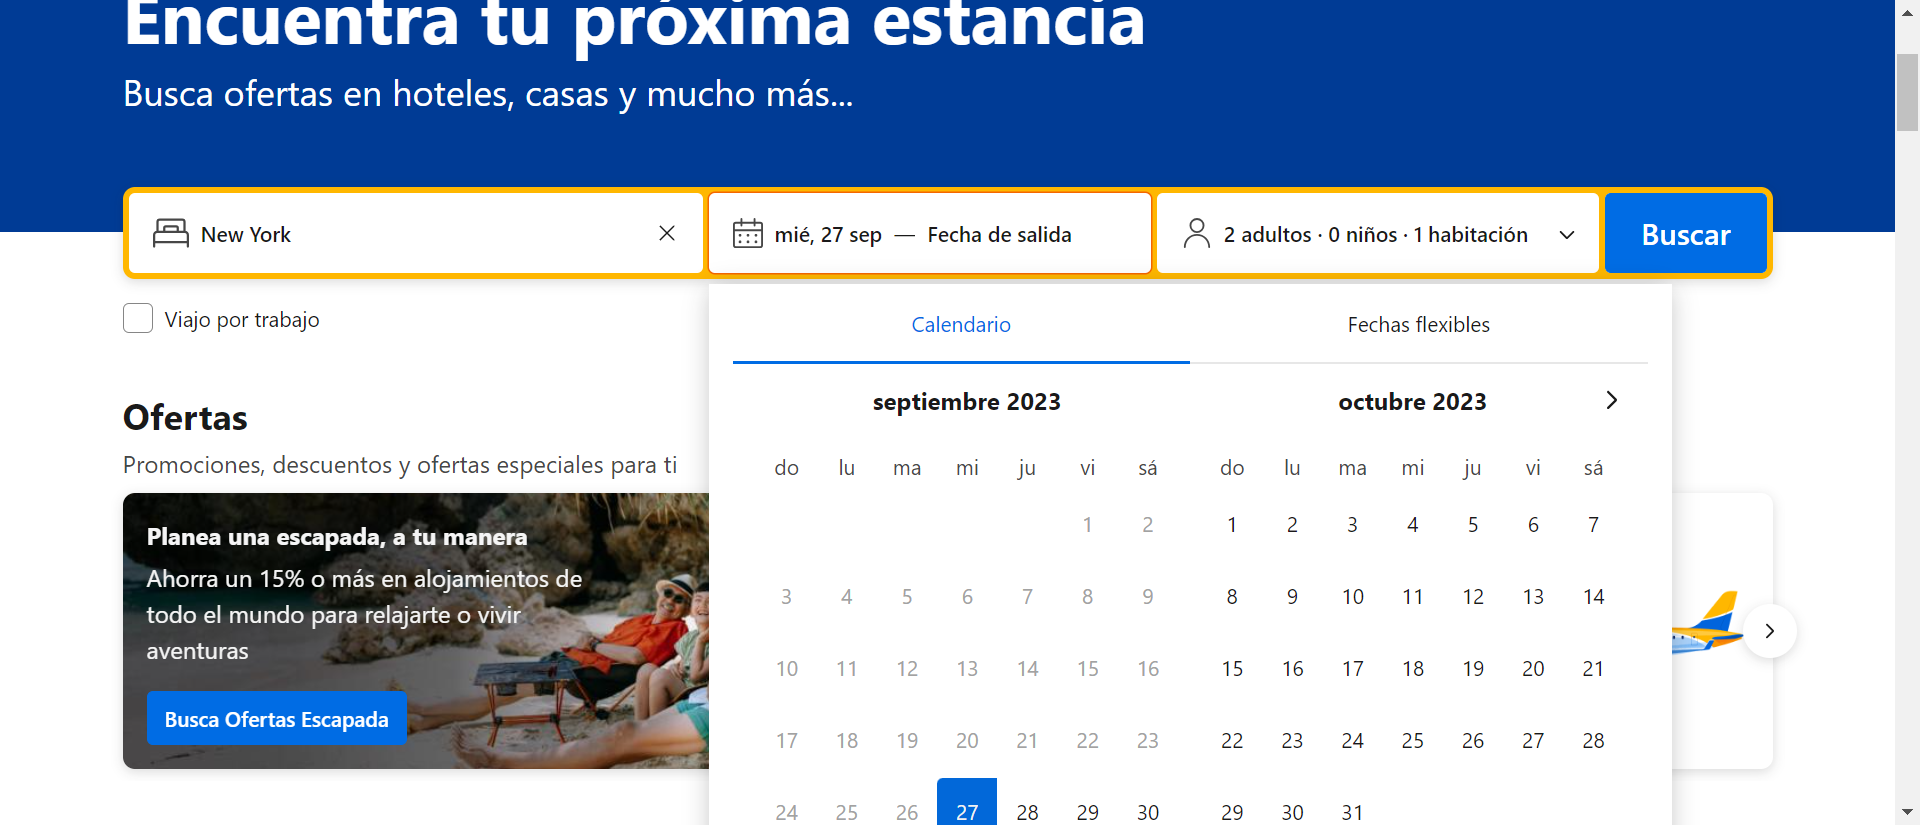 Encuentra tu próxima estancia
Busca ofertas en hoteles, casas y mucho más...
New York
mié, 27 sep — Fecha de salida
2 adultos · 0 niños · 1 habitación
Buscar
Viajo por trabajo
Calendario
Fechas flexibles
septiembre 2023
do lu ma mi ju vi sá
1 2
3 4 5 6 7 8 9
10 11 12 13 14 15 16
17 18 19 20 21 22 23
24 25 26 27 28 29 30
octubre 2023
do lu ma mi ju vi sá
1 2 3 4 5 6 7
8 9 10 11 12 13 14
15 16 17 18 19 20 21
22 23 24 25 26 27 28
29 30 31
Ofertas
Promociones, descuentos y ofertas especiales para ti
Planea una escapada, a tu manera
Ahorra un 15% o más en alojamientos de
todo el mundo para relajarte o vivir
aventuras
Busca Ofertas Escapada